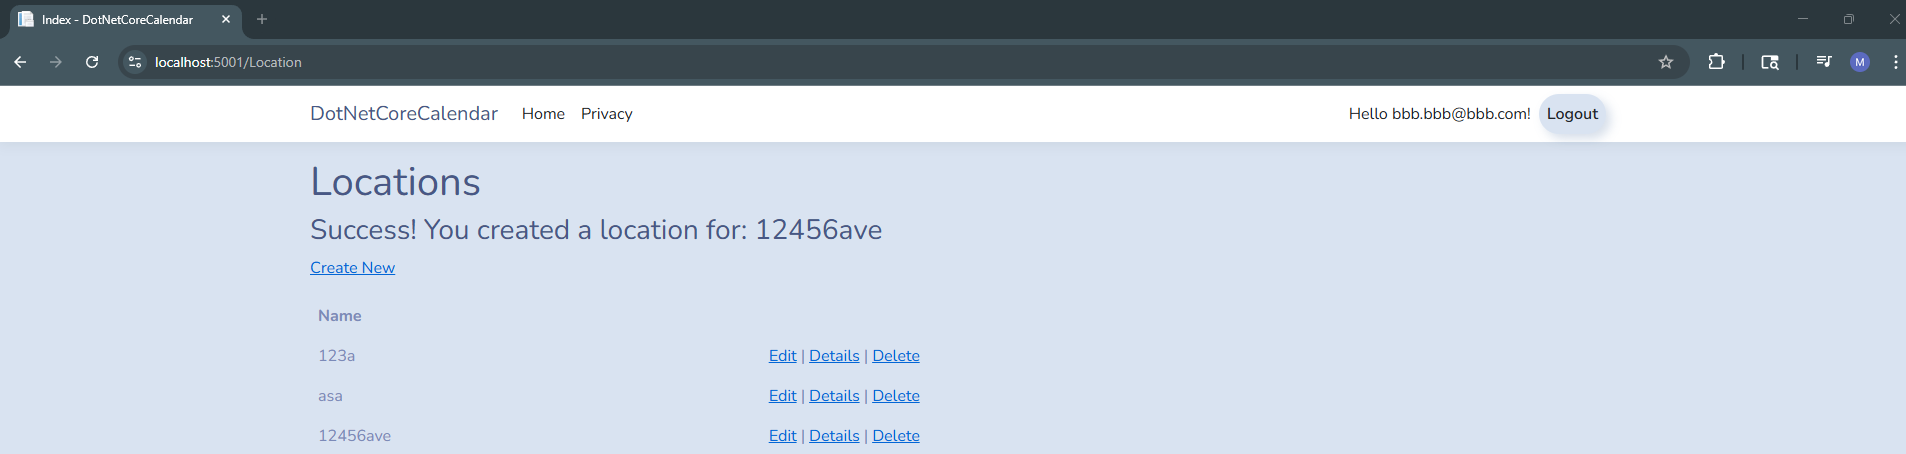 Index - DotNetCoreCalendar
localhost:5001/Location
M
DotNetCoreCalendar Home Privacy Hello bbb.bbb@bbb.com! Logout
Locations
Success! You created a location for: 12456ave
Create New
Name
123a Edit | Details | Delete
asa Edit | Details | Delete
12456ave Edit | Details | Delete